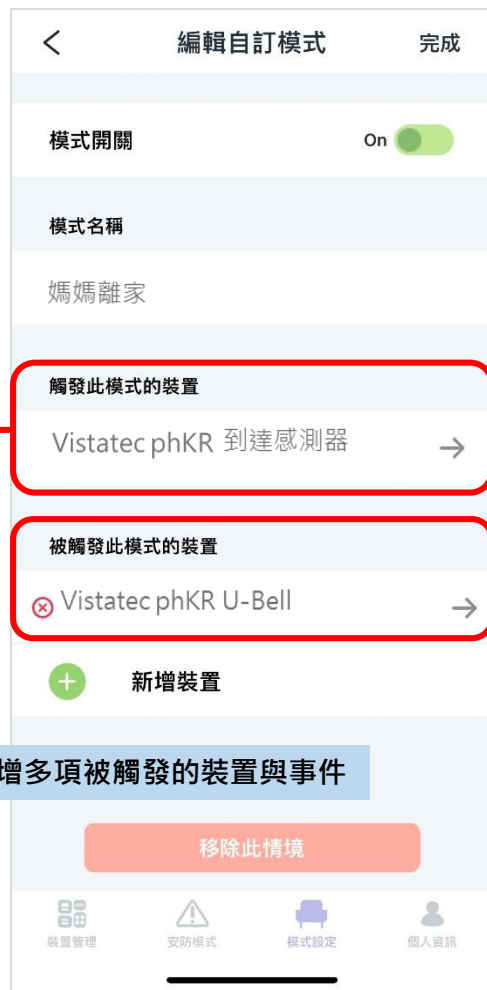 編輯自訂模式
完成
模式開關
On
模式名稱
媽媽離家
觸發此模式的裝置
Vistatec phKR 到達感測器
被觸發此模式的裝置
Vistatec phKR U-Bell
新增裝置
增多項被觸發的裝置與事件
移除此情境
裝置管理
安防模式
模式設定
個人資訊